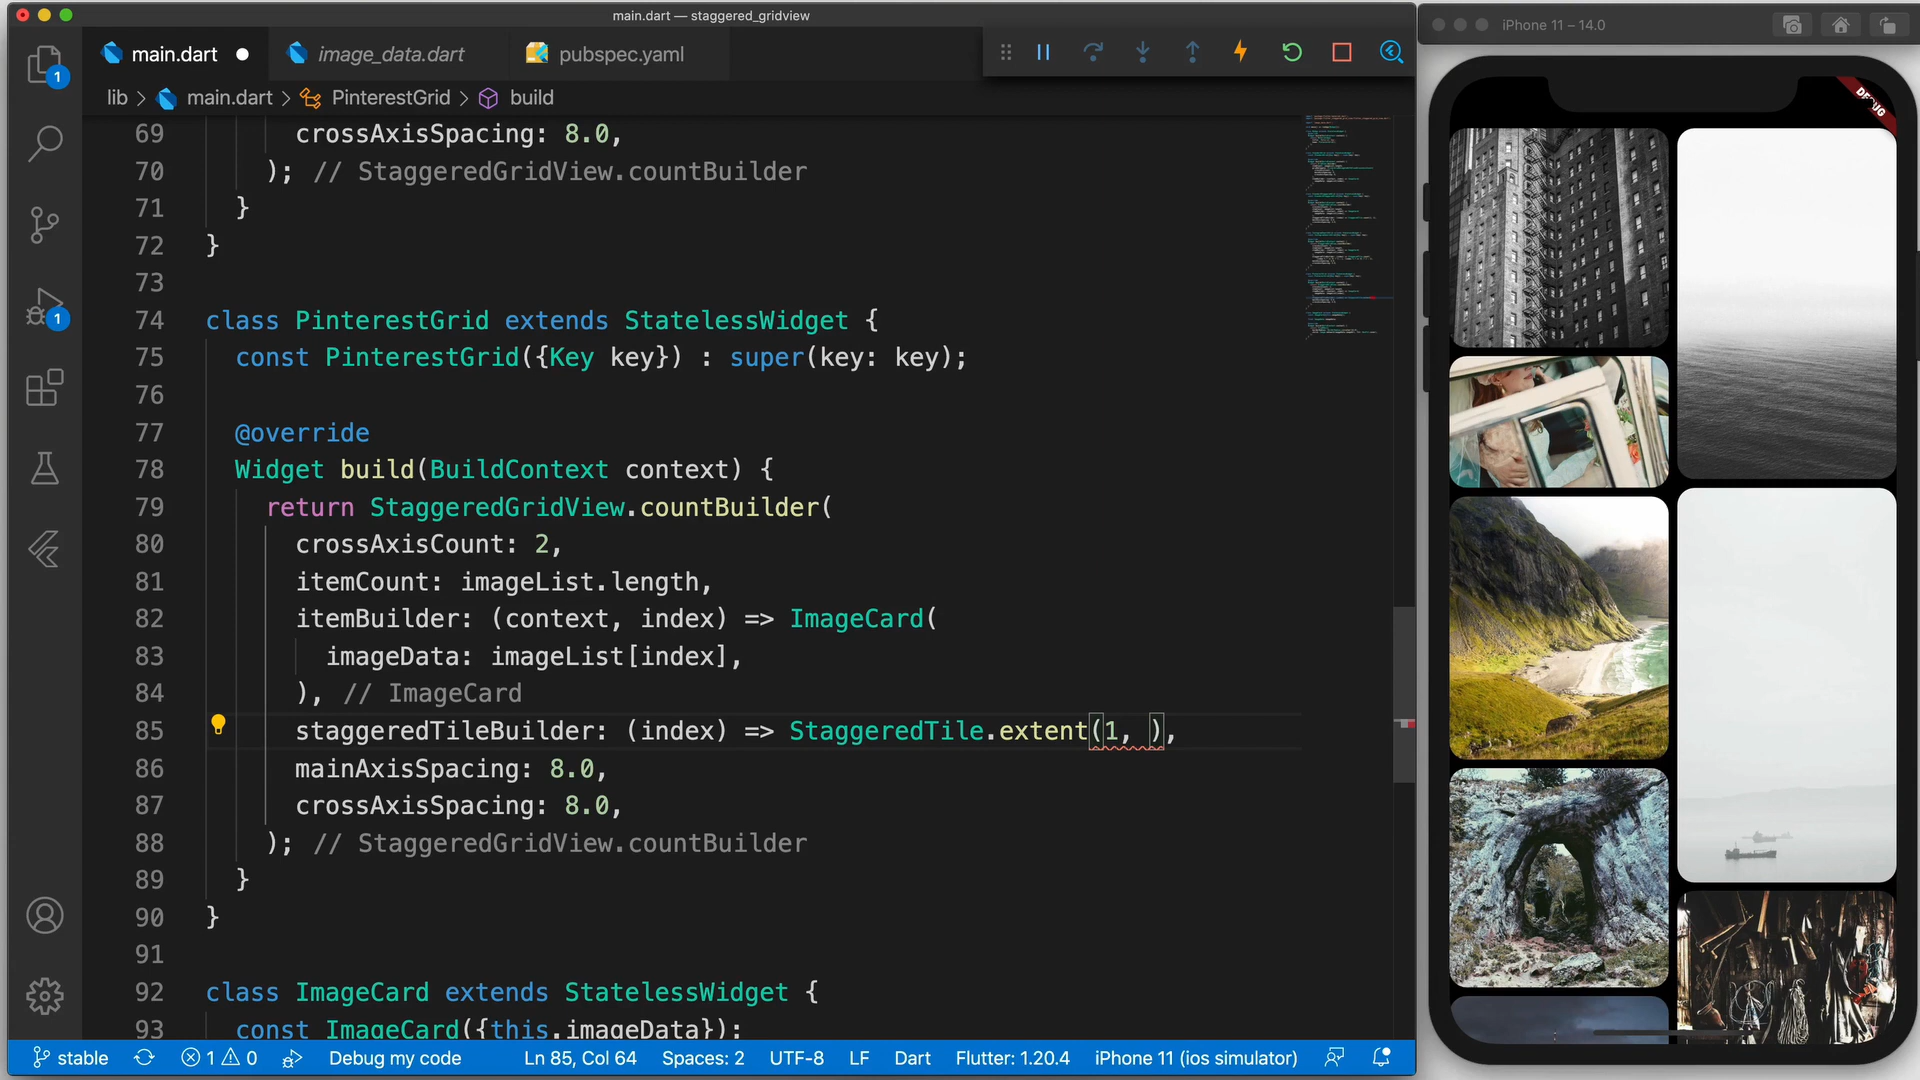 main.dart — staggered_gridview
main.dart
image_data.dart
pubspec.yaml
lib > main.dart > PinterestGrid > build
69 crossAxisSpacing: 8.0,
70 ); // StaggeredGridView.countBuilder
71 }
72 }
73
74 class PinterestGrid extends StatelessWidget {
75 const PinterestGrid({Key key}) : super(key: key);
76
77 @override
78 Widget build(BuildContext context) {
79 return StaggeredGridView.countBuilder(
80 crossAxisCount: 2,
81 itemCount: imageList.length,
82 itemBuilder: (context, index) => ImageCard(
83 imageData: imageList[index],
84 ), // ImageCard
85 staggeredTileBuilder: (index) => StaggeredTile.extent(1, ),
86 mainAxisSpacing: 8.0,
87 crossAxisSpacing: 8.0,
88 ); // StaggeredGridView.countBuilder
89 }
90 }
91
92 class ImageCard extends StatelessWidget {
93 const ImageCard({this.imageData});
1
1
stable 1 0 Debug my code Ln 85, Col 64 Spaces: 2 UTF-8 LF Dart Flutter: 1.20.4 iPhone 11 (ios simulator)
iPhone 11 – 14.0
DEBUG